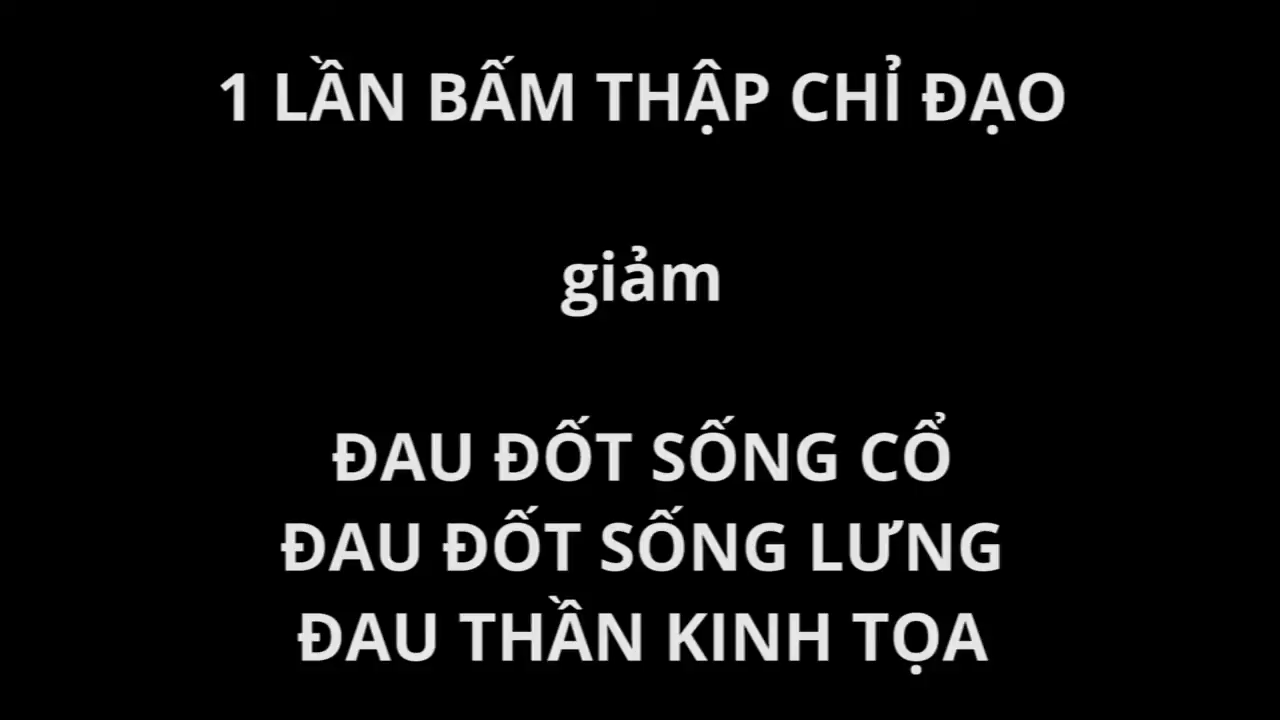 1 LẦN BẤM THẬP CHỈ ĐẠO
giảm
ĐAU ĐỐT SỐNG CỔ
ĐAU ĐỐT SỐNG LƯNG
ĐAU THẦN KINH TỌA